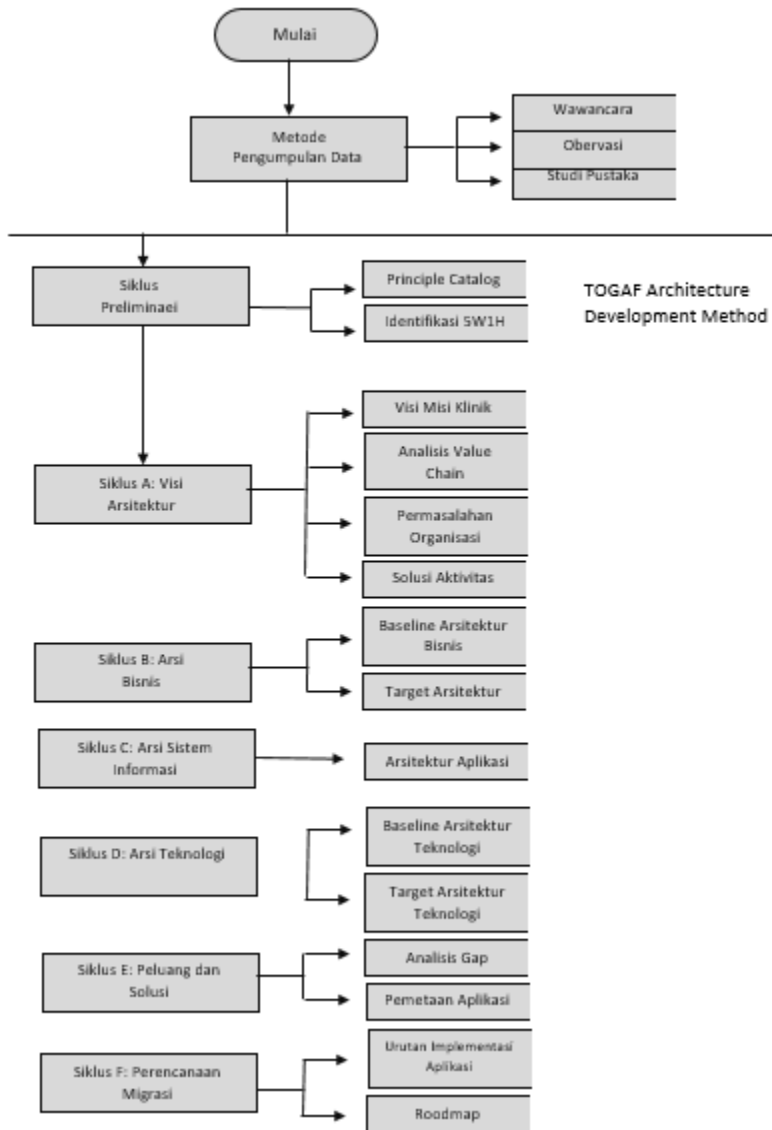 Mulai
Metode
Pengumpulan Data
Wawancara
Obervasi
Studi Pustaka
Siklus
Preliminaei
Principle Catalog
Identifikasi 5W1H
TOGAF Architecture
Development Method
Visi Misi Klinik
Siklus A: Visi
Arsitektur
Analisis Value
Chain
Permasalahan
Organisasi
Solusi Aktivitas
Siklus B: Arsi
Bisnis
Baseline Arsitektur
Bisnis
Target Arsitektur
Siklus C: Arsi Sistem
Informasi
Arsitektur Aplikasi
Siklus D: Arsi Teknologi
Baseline Arsitektur
Teknologi
Target Arsitektur
Teknologi
Siklus E: Peluang dan
Solusi
Analisis Gap
Pemetaan Aplikasi
Siklus F: Perencanaan
Migrasi
Urutan Implementasi
Aplikasi
Roodmap